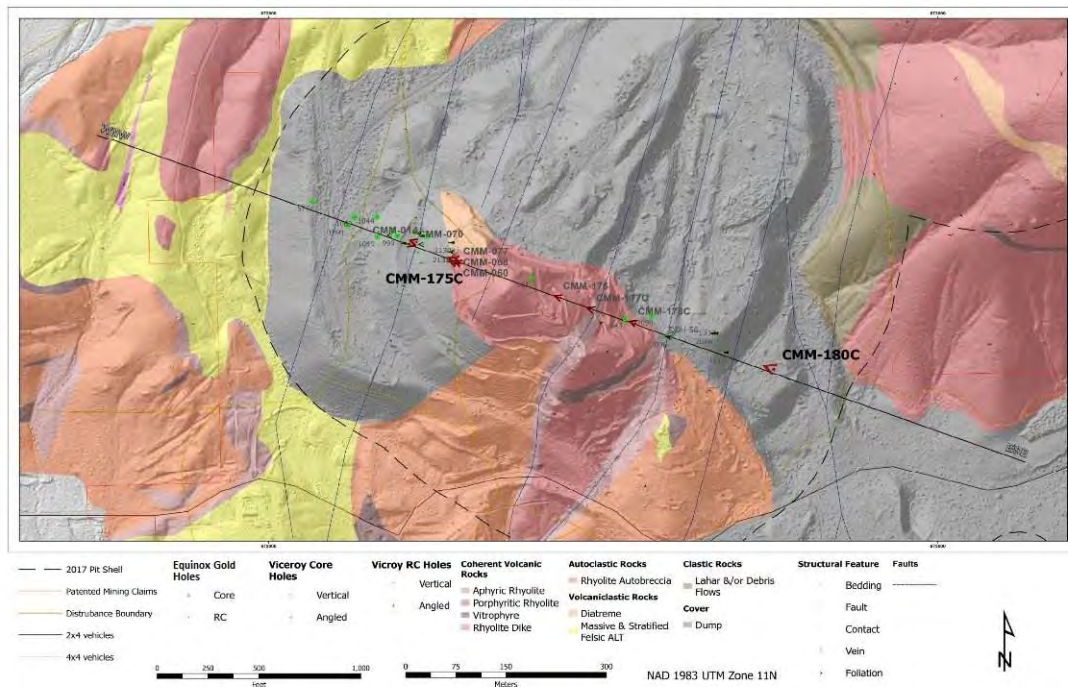 CMM-014
CMM-070
CMM-077
CMM-068
CMM-060
CMM-175C
CMM-176
CMM-177C
CMM-178C
CMM-180C
1044
2017 Pit Shell
Patented Mining Claims
Distrubance Boundary
2x4 vehicles
4x4 vehicles
Equinox Gold
Holes
Core
RC
Viceroy Core
Holes
Vertical
Angled
Vicroy RC Holes
Vertical
Angled
Coherent Volcanic
Rocks
Aphyric Rhyolite
Porphyritic Rhyolite
Vitrophyre
Rhyolite Dike
Autoclastic Rocks
Rhyolite Autobreccia
Volcaniclastic Rocks
Diatreme
Massive & Stratified
Felsic ALT
Clastic Rocks
Lahar &/or Debris
Flows
Cover
Dump
Structural Feature
Bedding
Fault
Contact
Vein
Foliation
Faults
0 250 500 1,000
Feet
0 75 150 300
Meters
NAD 1983 UTM Zone 11N
N